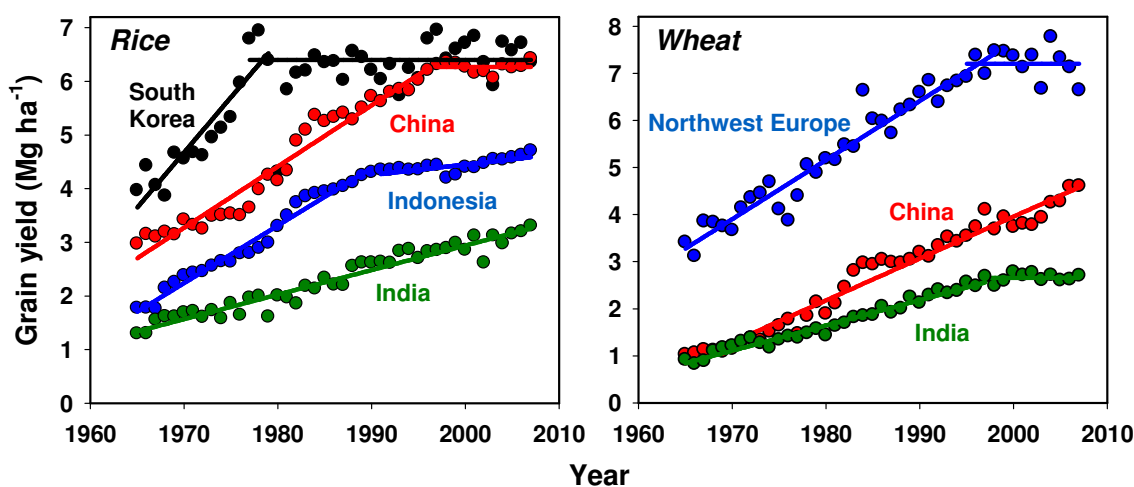 Rice
South
Korea
China
Indonesia
India
Grain yield (Mg ha-1)
7
6
5
4
3
2
1
0
1960 1970 1980 1990 2000 2010
Wheat
Northwest Europe
China
India
8
7
6
5
4
3
2
1
0
1960 1970 1980 1990 2000 2010
Year